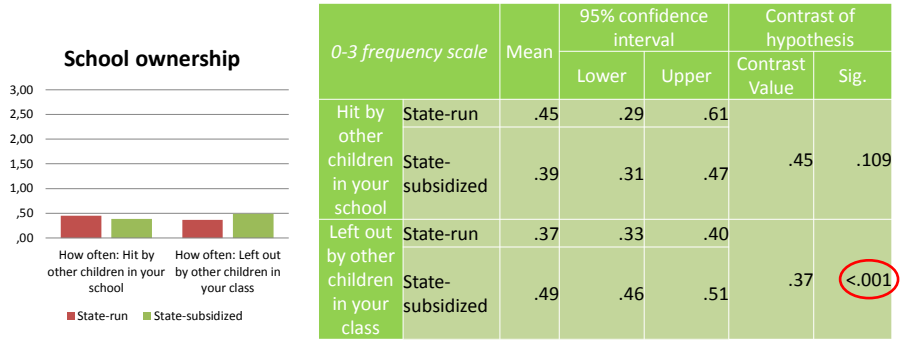 School ownership
3,00
2,50
2,00
1,50
1,00
,50
,00
How often: Hit by
other children in your
school
How often: Left out
by other children in
your class
State-run
State-subsidized
0-3 frequency scale
Mean
95% confidence
interval
Contrast of
hypothesis
Lower
Upper
Contrast
Value
Sig.
Hit by
other
children
in your
school
State-run
.45
.29
.61
.45
.109
State-
subsidized
.39
.31
.47
Left out
by other
children
in your
class
State-run
.37
.33
.40
.37
<.001
State-
subsidized
.49
.46
.51